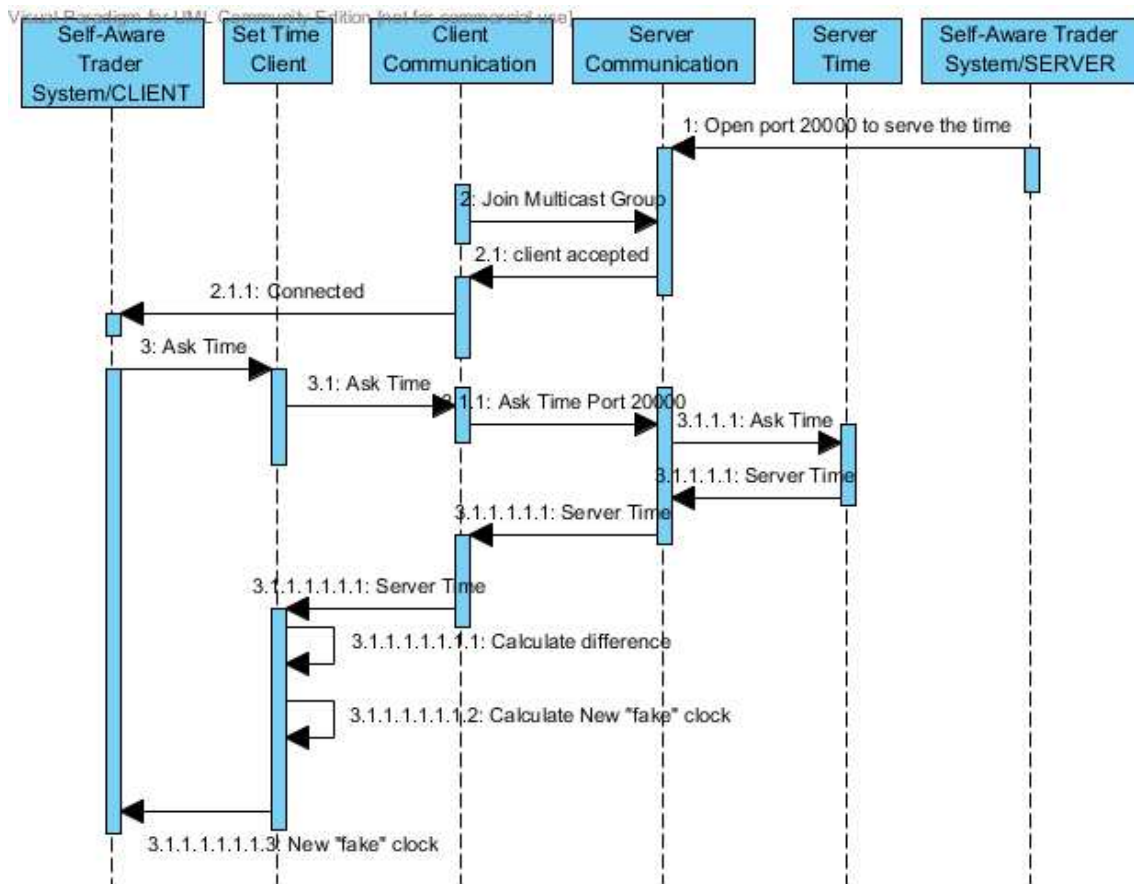 Visual Paradigm for UML Community Edition [not for commercial use]
Self-Aware
Trader
System/CLIENT
Set Time
Client
Client
Communication
Server
Communication
Server
Time
Self-Aware Trader
System/SERVER
1: Open port 20000 to serve the time
2: Join Multicast Group
2.1: client accepted
2.1.1: Connected
3: Ask Time
3.1: Ask Time
3.1.1: Ask Time Port 20000
3.1.1.1: Ask Time
3.1.1.1.1: Server Time
3.1.1.1.1.1: Server Time
3.1.1.1.1.1.1: Server Time
3.1.1.1.1.1.1.1: Calculate difference
3.1.1.1.1.1.1.2: Calculate New "fake" clock
3.1.1.1.1.1.1.3: New "fake" clock